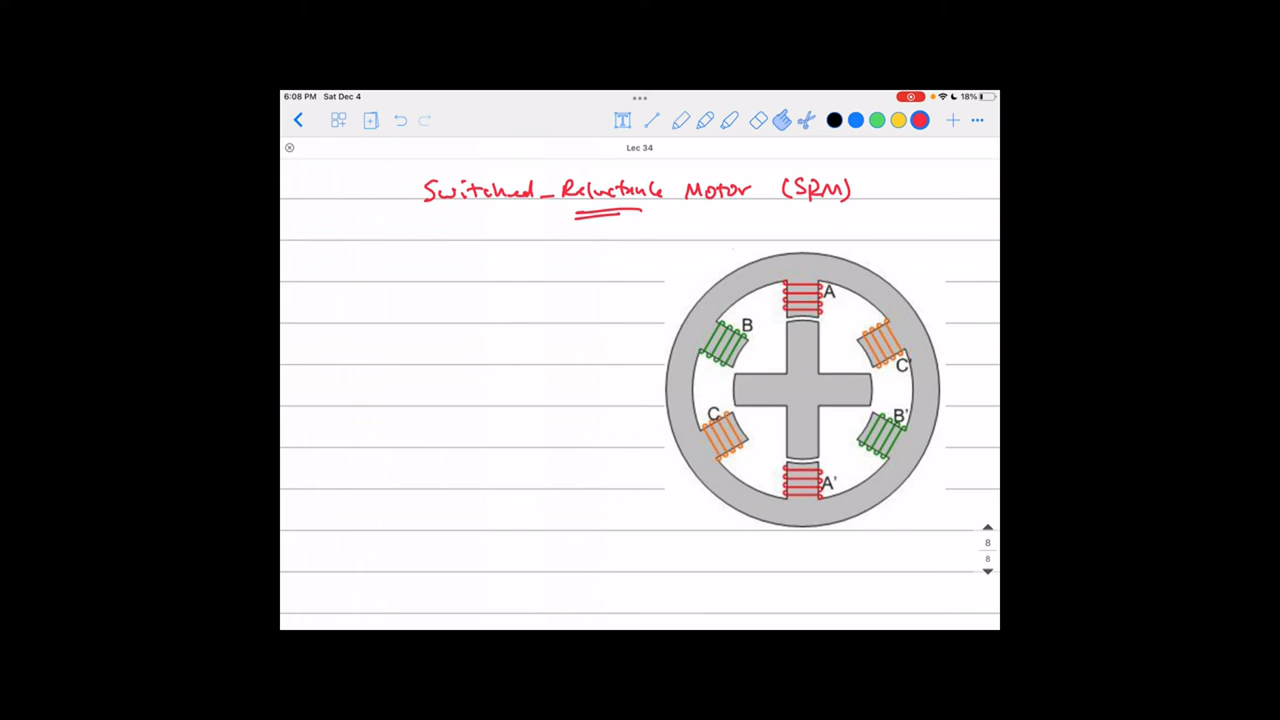 6:08 PM Sat Dec 4
18%
Lec 34
Switched-Reluctance Motor (SRM)
A
B
C'
C
B'
A'
8
8